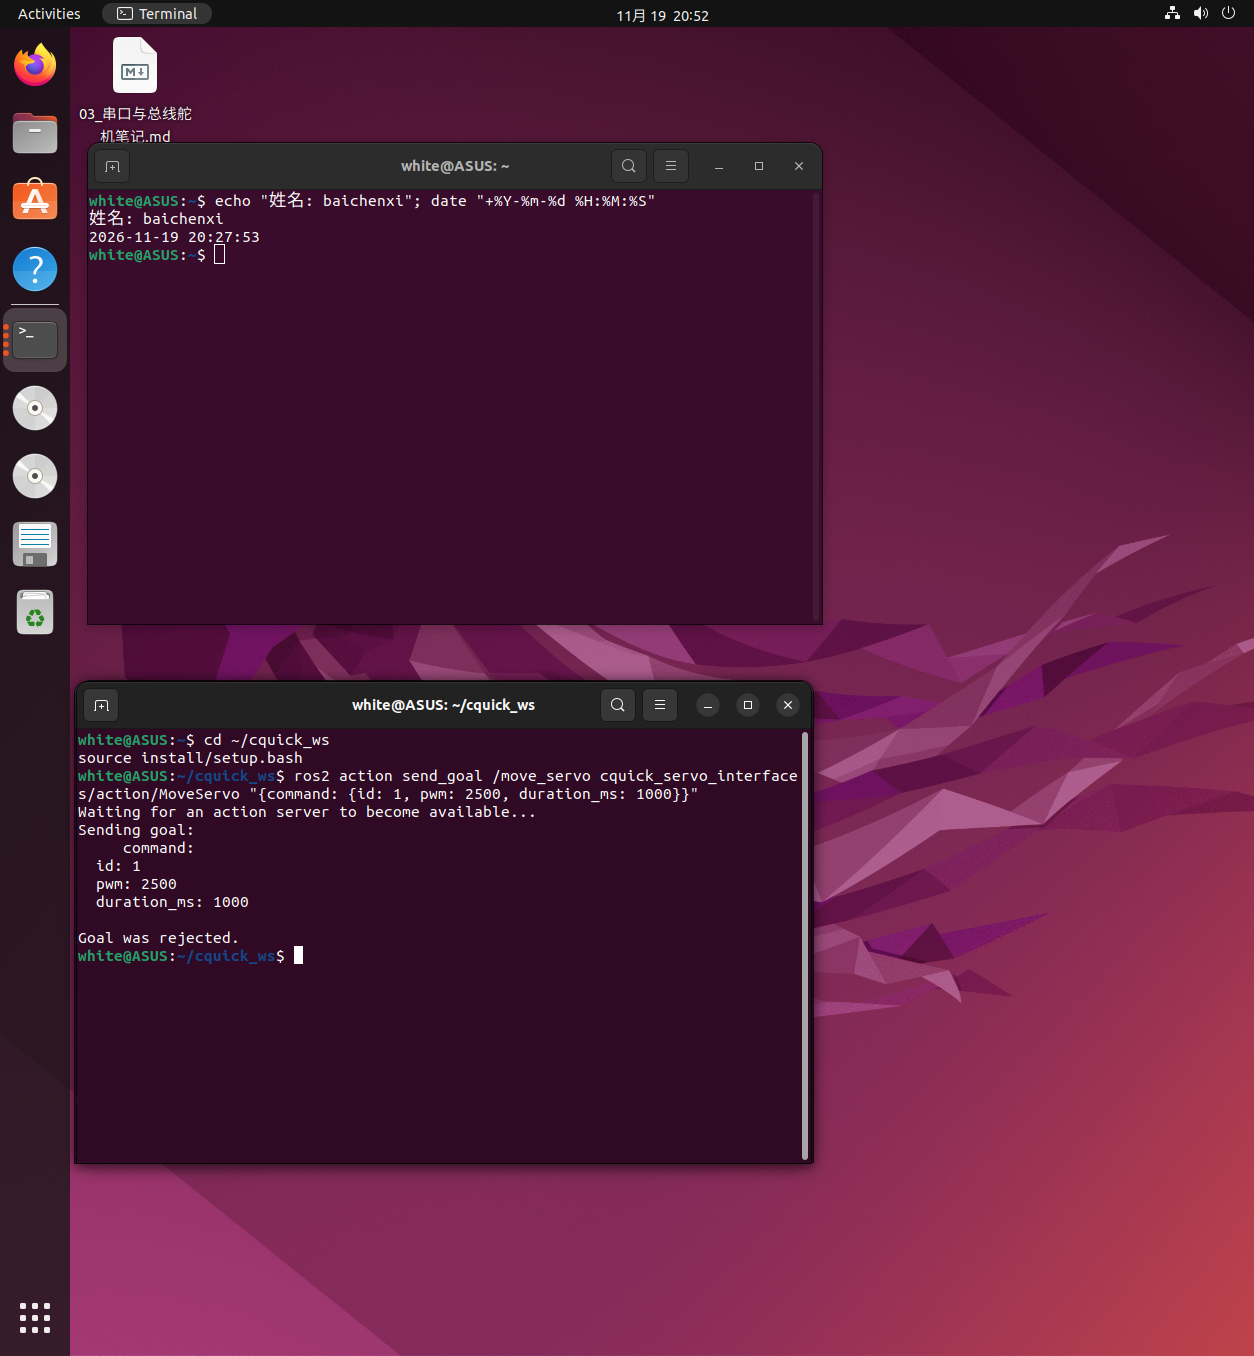 Activities
Terminal
11月 19 20:52
03_串口与总线舵
机笔记.md
white@ASUS: ~
white@ASUS:~$ echo "姓名: baichenxi"; date "+%Y-%m-%d %H:%M:%S"
姓名: baichenxi
2026-11-19 20:27:53
white@ASUS:~$
white@ASUS: ~/cquick_ws
white@ASUS:~$ cd ~/cquick_ws
source install/setup.bash
white@ASUS:~/cquick_ws$ ros2 action send_goal /move_servo cquick_servo_interface
s/action/MoveServo "{command: {id: 1, pwm: 2500, duration_ms: 1000}}"
Waiting for an action server to become available...
Sending goal:
     command:
  id: 1
  pwm: 2500
  duration_ms: 1000
Goal was rejected.
white@ASUS:~/cquick_ws$